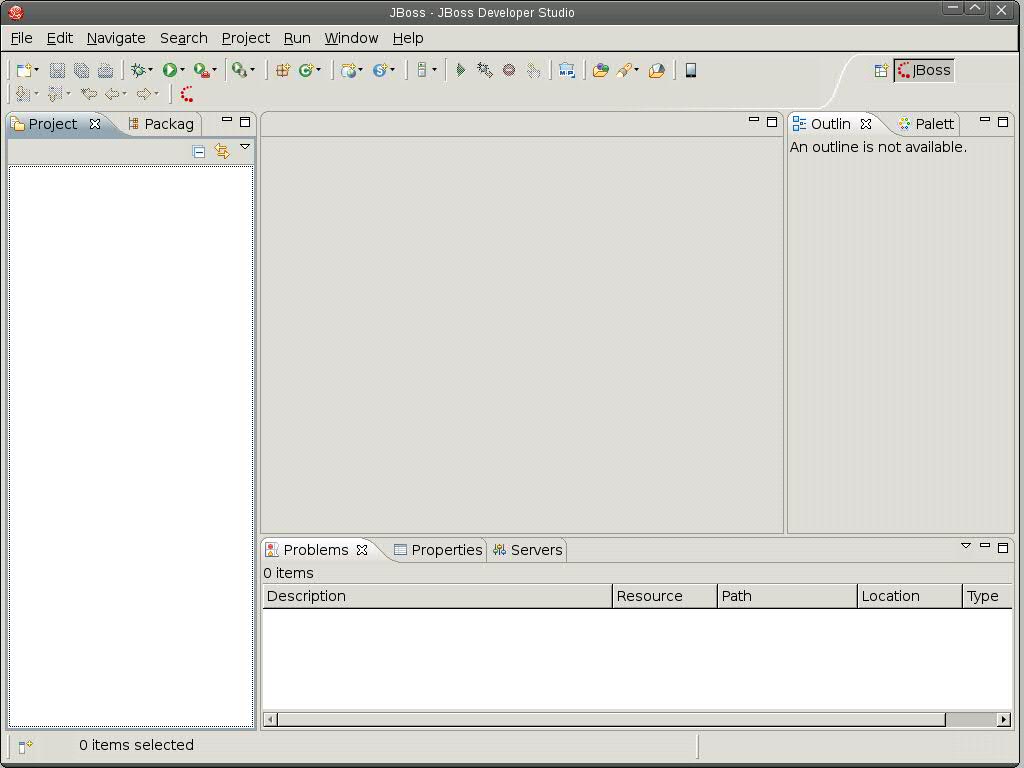 JBoss - JBoss Developer Studio
File Edit Navigate Search Project Run Window Help
JBoss
Project Packag
Outlin Palett
An outline is not available.
Problems Properties Servers
0 items
Description Resource Path Location Type
0 items selected